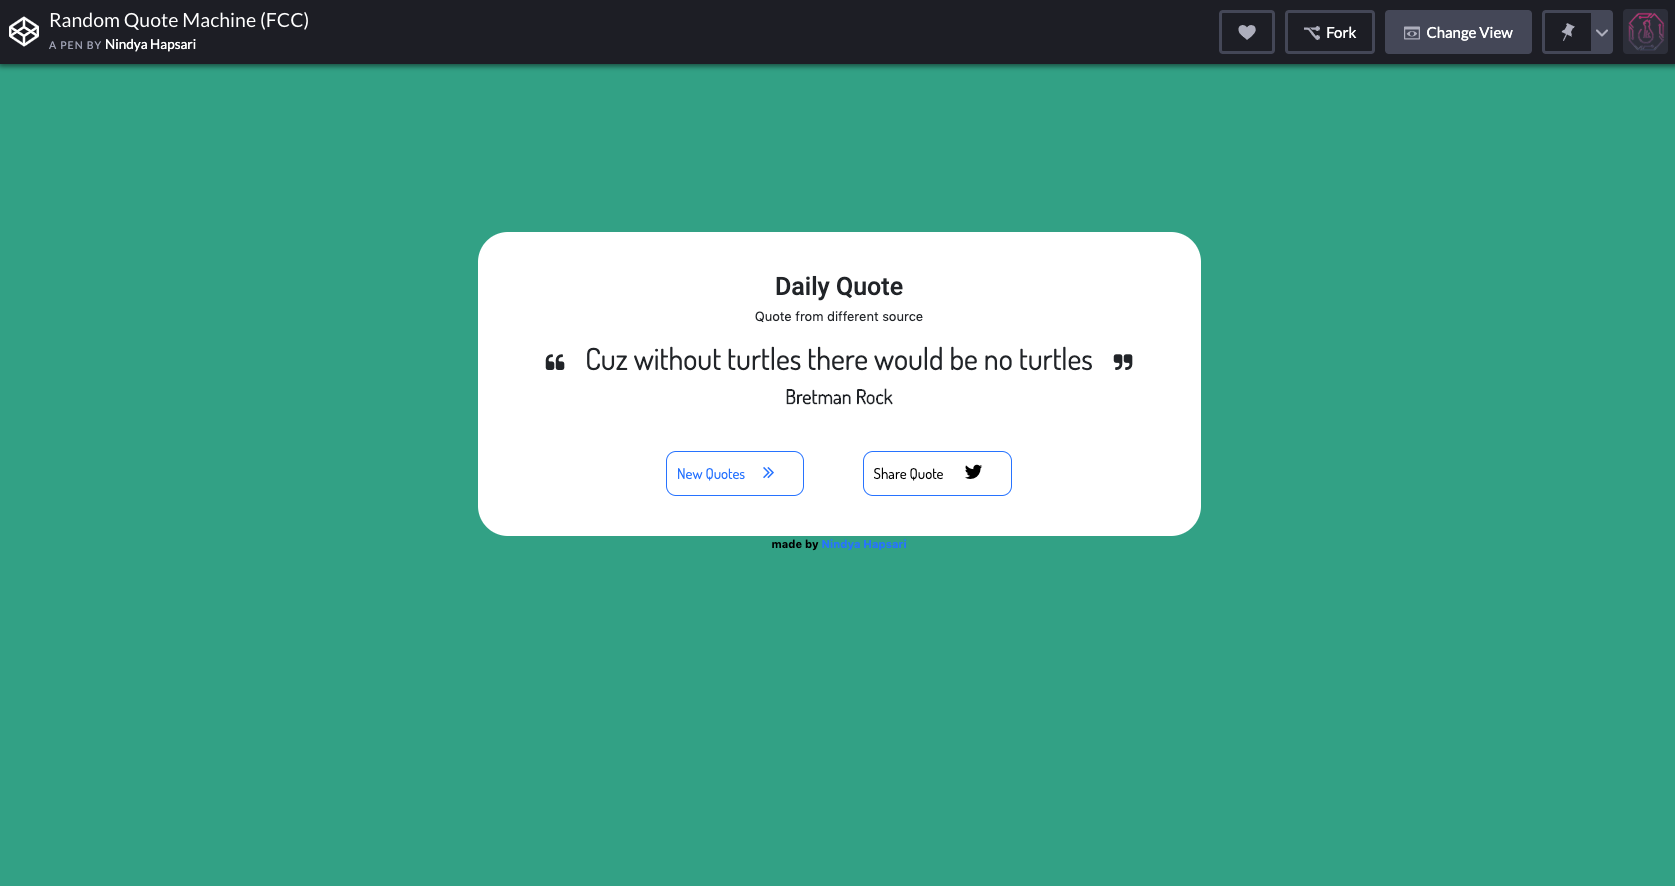 Random Quote Machine (FCC)
A PEN BY Nindya Hapsari
Fork
Change View
Daily Quote
Quote from different source
“ Cuz without turtles there would be no turtles ”
Bretman Rock
New Quotes
Share Quote
made by Nindya Hapsari